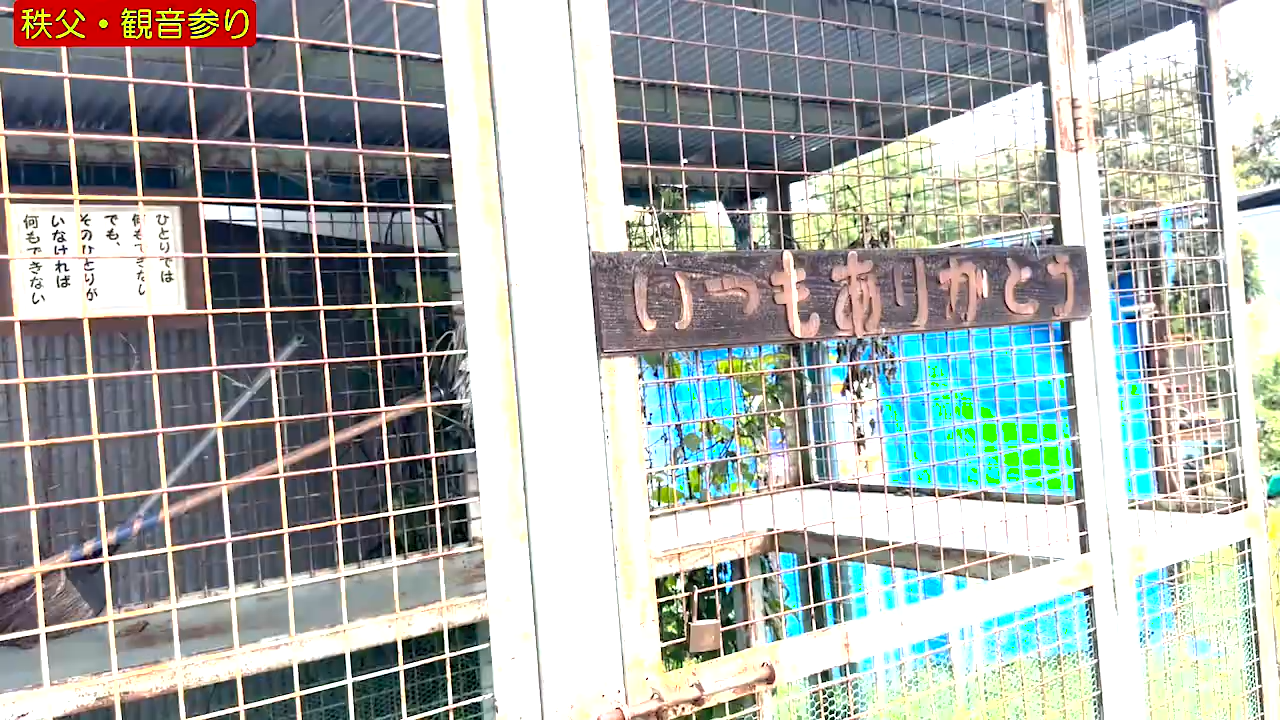 秩父・観音参り
ひとりでは
何もできない
でも、
そのひとりが
いなければ
何もできない
いつもありがとう